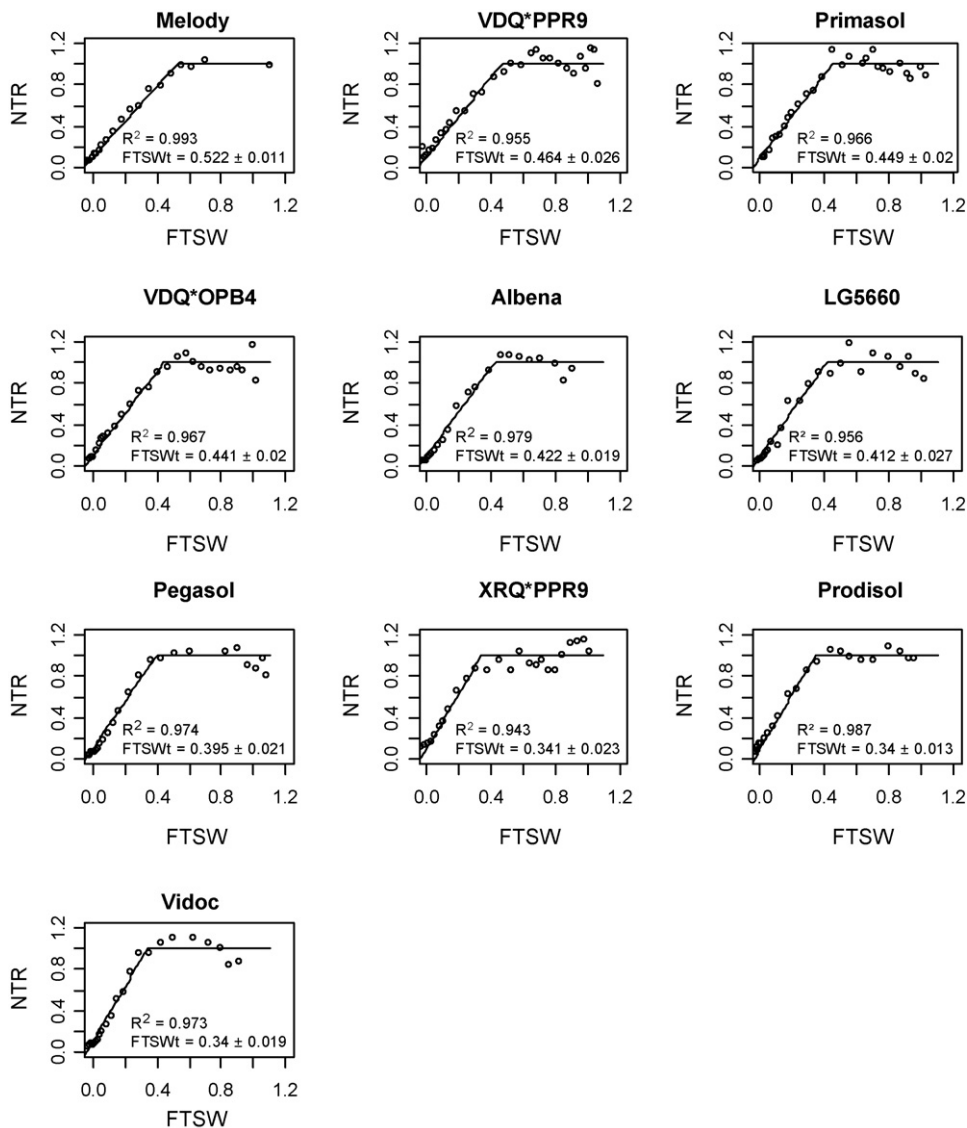 Melody
NTR
0.0 0.4 0.8 1.2
R² = 0.993
FTSWt = 0.522 ± 0.011
0.0 0.4 0.8 1.2
FTSW
VDQ*PPR9
NTR
0.0 0.4 0.8 1.2
R² = 0.955
FTSWt = 0.464 ± 0.026
0.0 0.4 0.8 1.2
FTSW
Primasol
NTR
0.0 0.4 0.8 1.2
R² = 0.966
FTSWt = 0.449 ± 0.02
0.0 0.4 0.8 1.2
FTSW
VDQ*OPB4
NTR
0.0 0.4 0.8 1.2
R² = 0.967
FTSWt = 0.441 ± 0.02
0.0 0.4 0.8 1.2
FTSW
Albena
NTR
0.0 0.4 0.8 1.2
R² = 0.979
FTSWt = 0.422 ± 0.019
0.0 0.4 0.8 1.2
FTSW
LG5660
NTR
0.0 0.4 0.8 1.2
R² = 0.956
FTSWt = 0.412 ± 0.027
0.0 0.4 0.8 1.2
FTSW
Pegasol
NTR
0.0 0.4 0.8 1.2
R² = 0.974
FTSWt = 0.395 ± 0.021
0.0 0.4 0.8 1.2
FTSW
XRQ*PPR9
NTR
0.0 0.4 0.8 1.2
R² = 0.943
FTSWt = 0.341 ± 0.023
0.0 0.4 0.8 1.2
FTSW
Prodisol
NTR
0.0 0.4 0.8 1.2
R² = 0.987
FTSWt = 0.34 ± 0.013
0.0 0.4 0.8 1.2
FTSW
Vidoc
NTR
0.0 0.4 0.8 1.2
R² = 0.973
FTSWt = 0.34 ± 0.019
0.0 0.4 0.8 1.2
FTSW